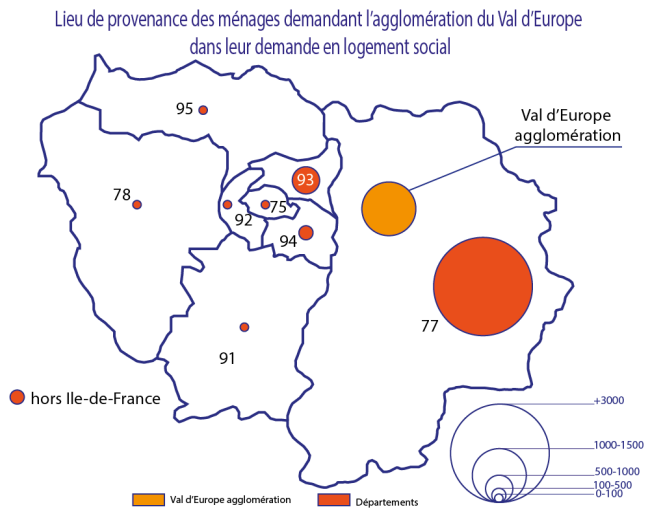 Lieu de provenance des ménages demandant l'agglomération du Val d'Europe
dans leur demande en logement social
Val d'Europe
agglomération
95
93
78
75
92
94
77
91
hors Ile-de-France
+3000
1000-1500
500-1000
100-500
0-100
Val d'Europe agglomération
Départements